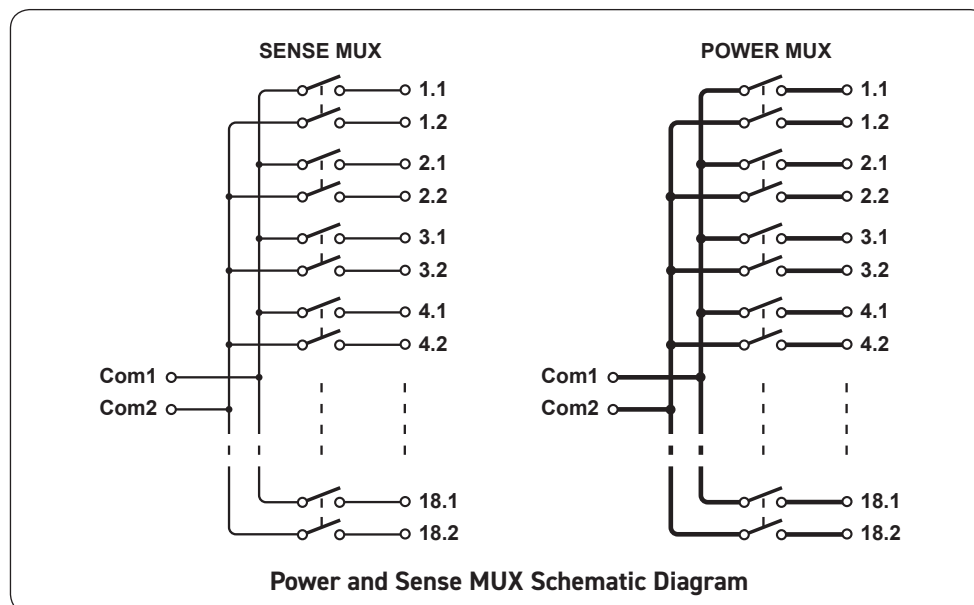 SENSE MUX
1.1
1.2
2.1
2.2
3.1
3.2
4.1
4.2
Com1
Com2
18.1
18.2
POWER MUX
1.1
1.2
2.1
2.2
3.1
3.2
4.1
4.2
Com1
Com2
18.1
18.2
Power and Sense MUX Schematic Diagram